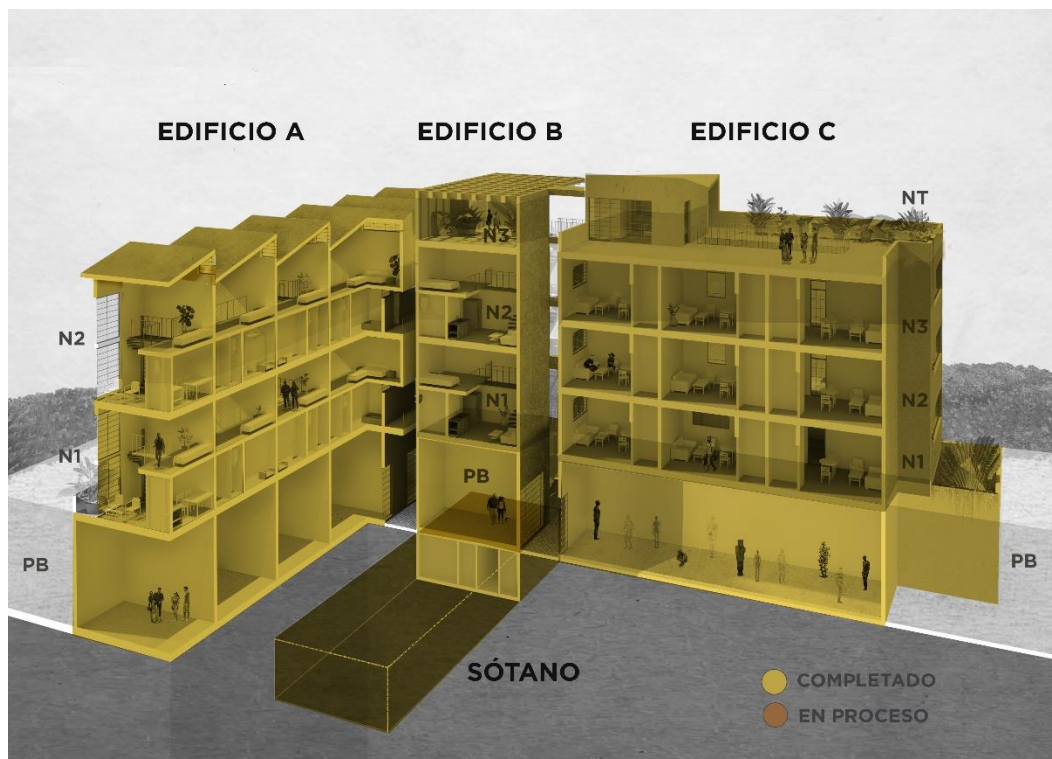 EDIFICIO A
EDIFICIO B
EDIFICIO C
NT
N3
N2
N2
N3
N1
N2
N1
N1
PB
PB
PB
SÓTANO
COMPLETADO
EN PROCESO